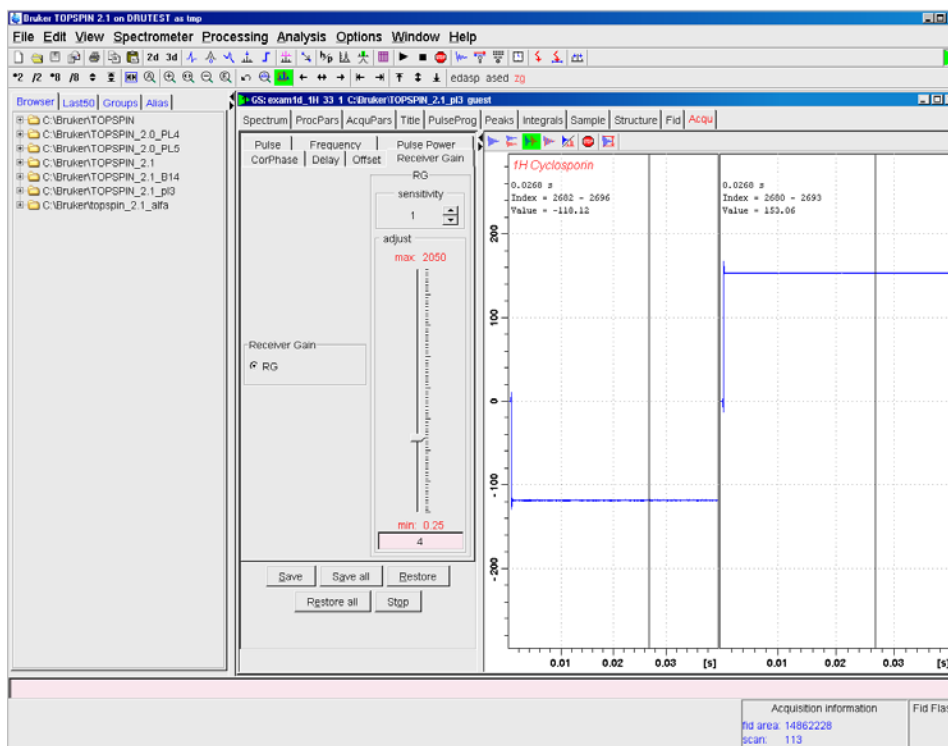 Bruker TOPSPIN 2.1 on DRUTEST as tmp
File Edit View Spectrometer Processing Analysis Options Window Help
2d 3d
*2 /2 *8 /8 edasp ased zg
Browser Last50 Groups Alias
C:\Bruker\TOPSPIN
C:\Bruker\TOPSPIN_2.0_PL4
C:\Bruker\TOPSPIN_2.0_PL5
C:\Bruker\TOPSPIN_2.1
C:\Bruker\TOPSPIN_2.1_B14
C:\Bruker\TOPSPIN_2.1_pl3
C:\Bruker\topspin_2.1_alfa
GS: exam1d_1H 33 1 C:\Bruker\TOPSPIN_2.1_pl3 guest
Spectrum ProcPars AcquPars Title PulseProg Peaks Integrals Sample Structure Fid Acqu
Pulse Frequency Pulse Power
CorPhase Delay Offset Receiver Gain
RG
sensitivity
1
adjust
max: 2050
Receiver Gain
RG
min: 0.25
4
Save Save all Restore
Restore all Stop
1H Cyclosporin
0.0268 s
Index = 2682 - 2696
Value = -118.12
0.0268 s
Index = 2680 - 2693
Value = 153.06
200
100
0
-100
-200
0.01 0.02 0.03 [s]
0.01 0.02 0.03 [s]
Acquisition information
fid area: 14862228
scan: 113
Fid Flas